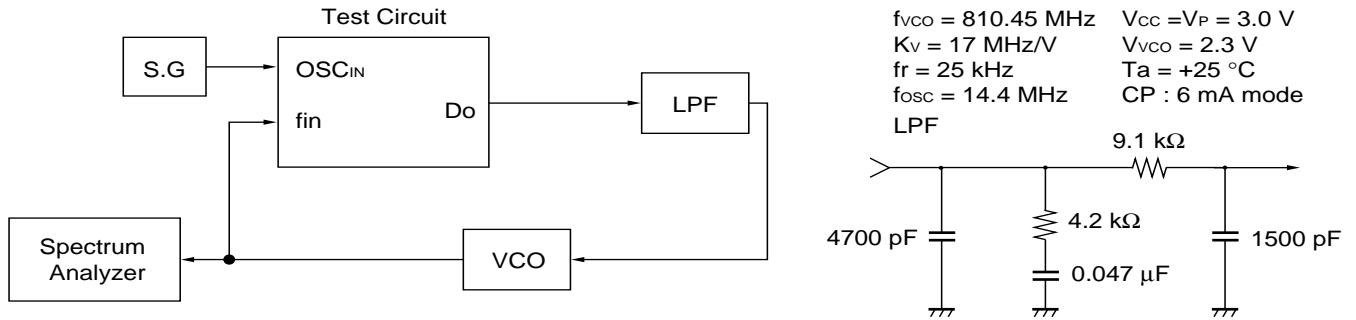 Test Circuit
S.G
OSCIN
fin
Do
LPF
Spectrum
Analyzer
VCO
fVCO = 810.45 MHz
KV = 17 MHz/V
fr = 25 kHz
fOSC = 14.4 MHz
LPF
VCC =VP = 3.0 V
VVCO = 2.3 V
Ta = +25 °C
CP : 6 mA mode
9.1 kΩ
4.2 kΩ
4700 pF
1500 pF
0.047 µF